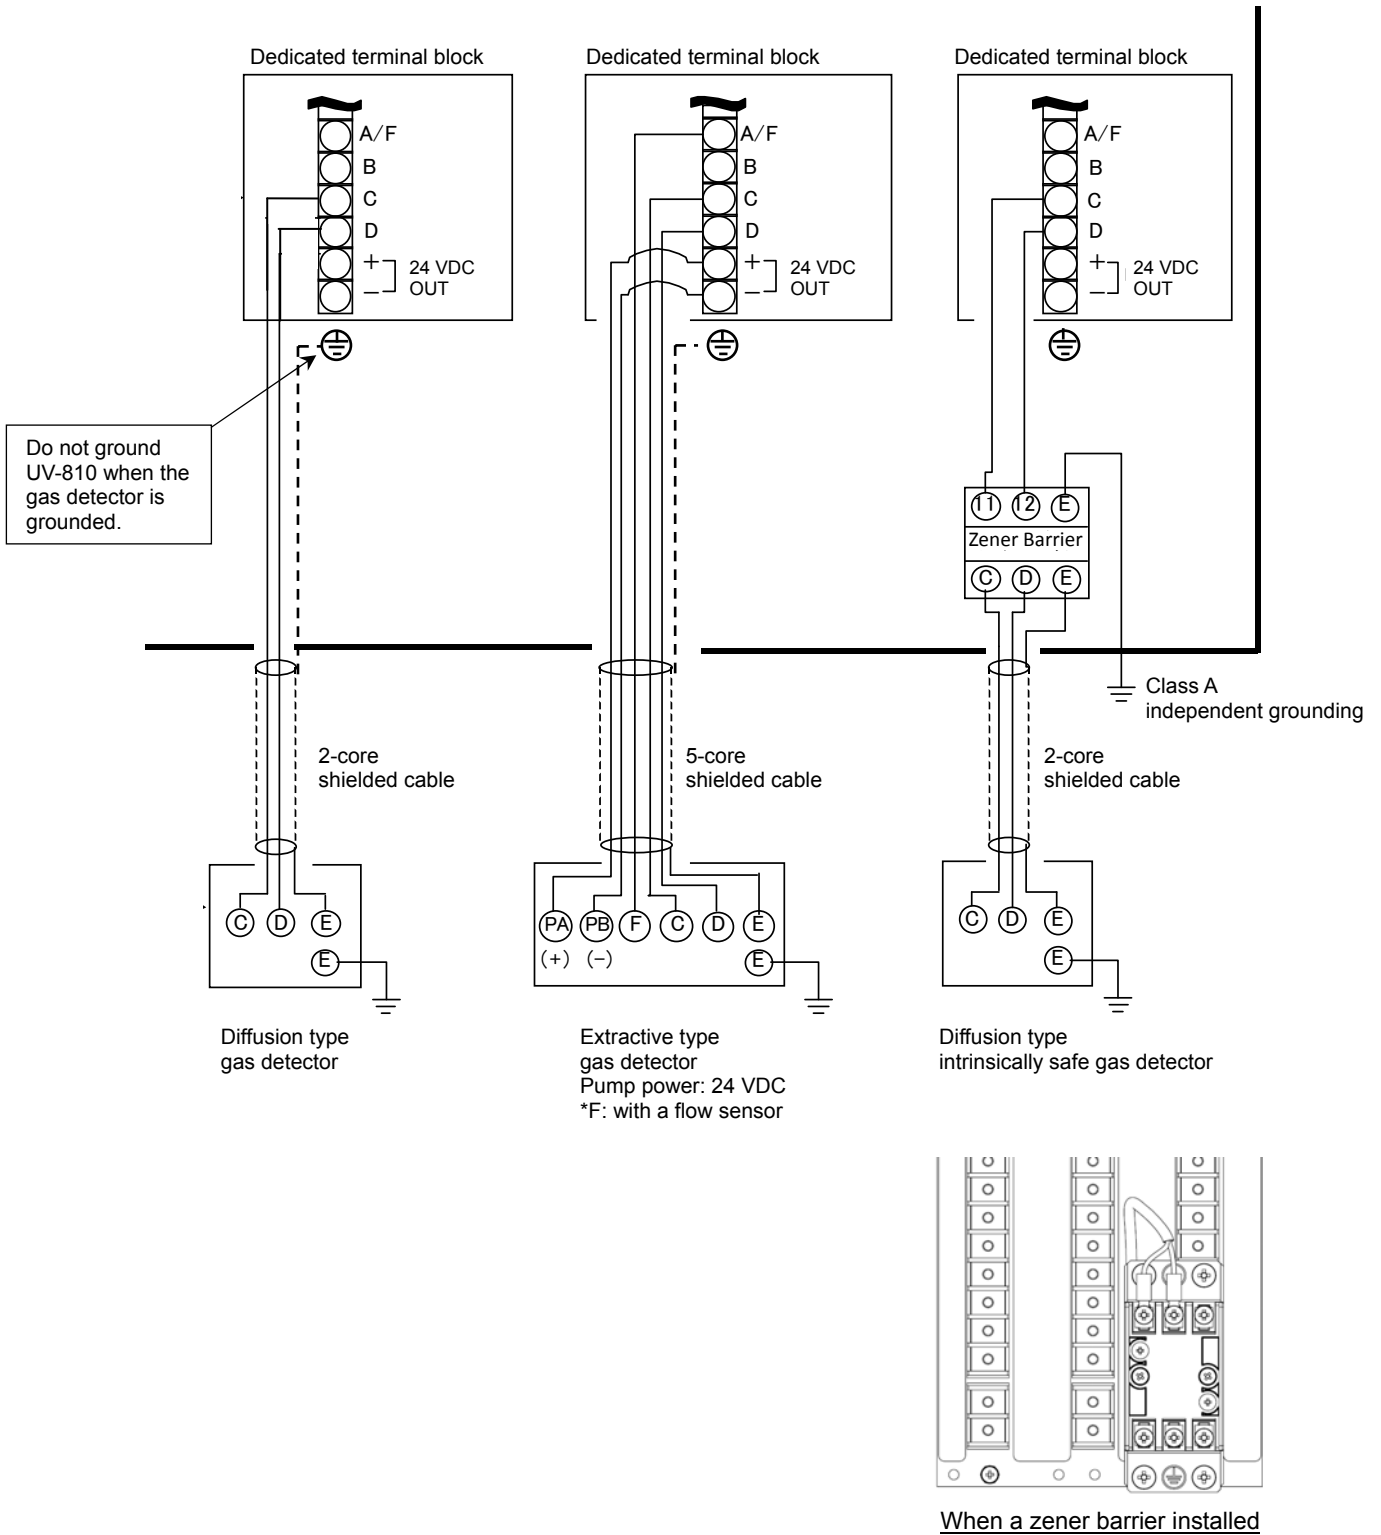 Dedicated terminal block
A/F
B
C
D
+
−
24 VDC
OUT
Do not ground
UV-810 when the
gas detector is
grounded.
2-core
shielded cable
C
D
E
E
Diffusion type
gas detector
Dedicated terminal block
A/F
B
C
D
+
−
24 VDC
OUT
5-core
shielded cable
PA
PB
F
C
D
E
(+)
(−)
E
Extractive type
gas detector
Pump power: 24 VDC
*F: with a flow sensor
Dedicated terminal block
A/F
B
C
D
+
−
24 VDC
OUT
11
12
E
Zener Barrier
C
D
E
Class A
independent grounding
2-core
shielded cable
C
D
E
E
Diffusion type
intrinsically safe gas detector
When a zener barrier installed